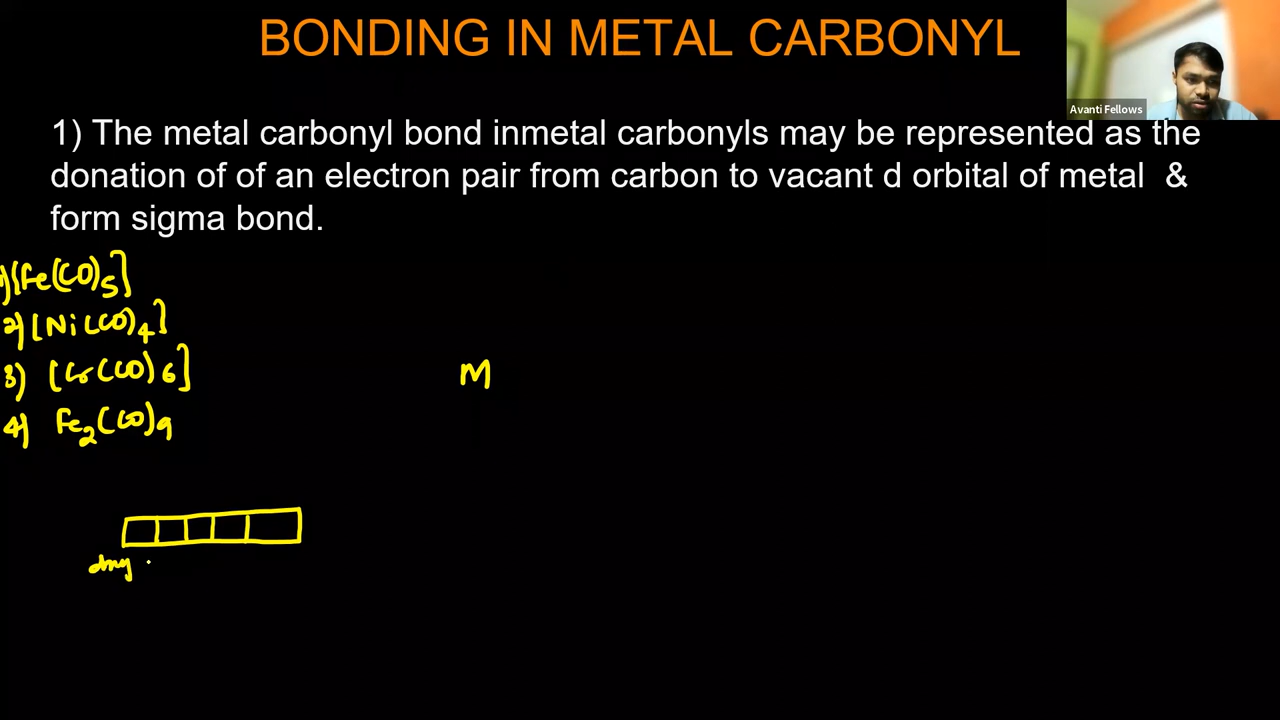 BONDING IN METAL CARBONYL
Avanti Fellows
1) The metal carbonyl bond inmetal carbonyls may be represented as the
donation of of an electron pair from carbon to vacant d orbital of metal &
form sigma bond.
1) [Fe(CO)5]
2) [Ni(CO)4]
3) [Cr(CO)6]
M
4) Fe2(CO)9
dxy